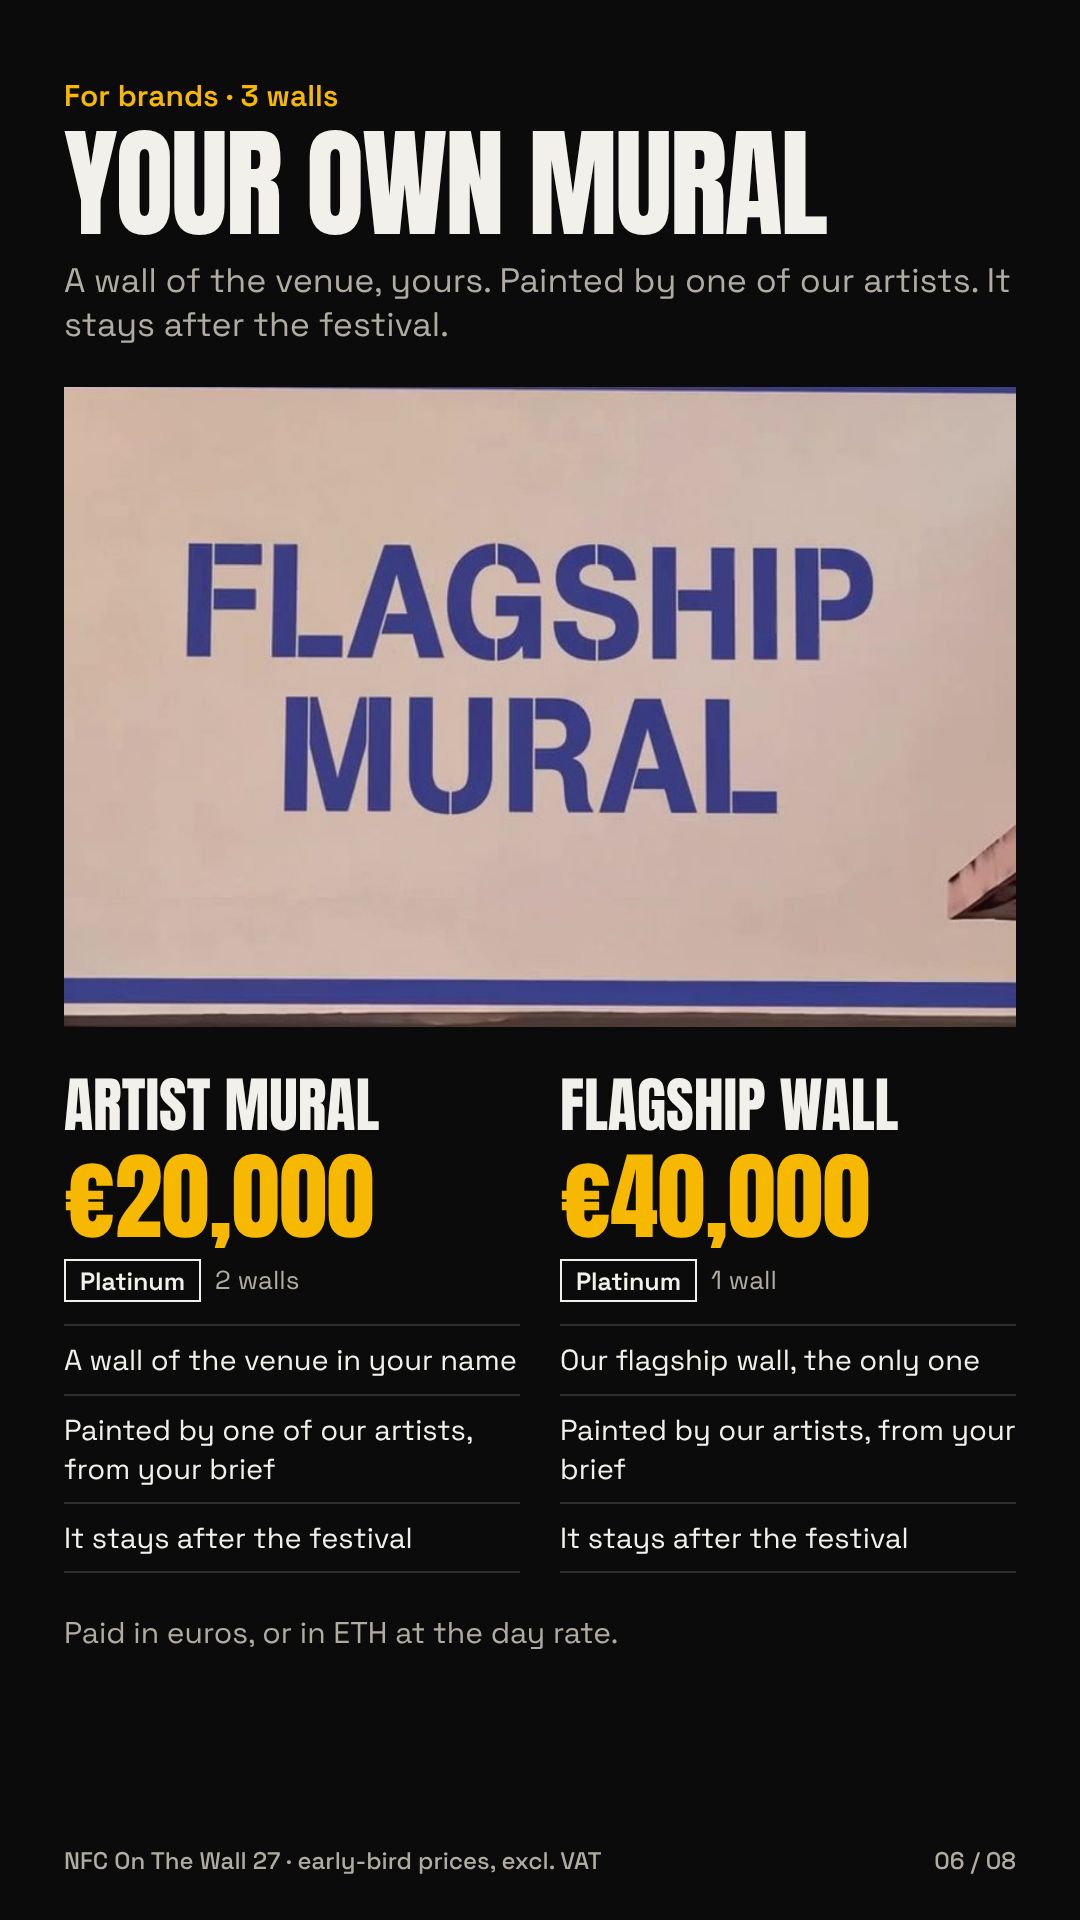 For brands · 3 walls
YOUR OWN MURAL
A wall of the venue, yours. Painted by one of our artists. It
stays after the festival.
FLAGSHIP
MURAL
ARTIST MURAL
€20,000
Platinum 2 walls
A wall of the venue in your name
Painted by one of our artists,
from your brief
It stays after the festival
FLAGSHIP WALL
€40,000
Platinum 1 wall
Our flagship wall, the only one
Painted by our artists, from your
brief
It stays after the festival
Paid in euros, or in ETH at the day rate.
NFC On The Wall 27 · early-bird prices, excl. VAT
06 / 08